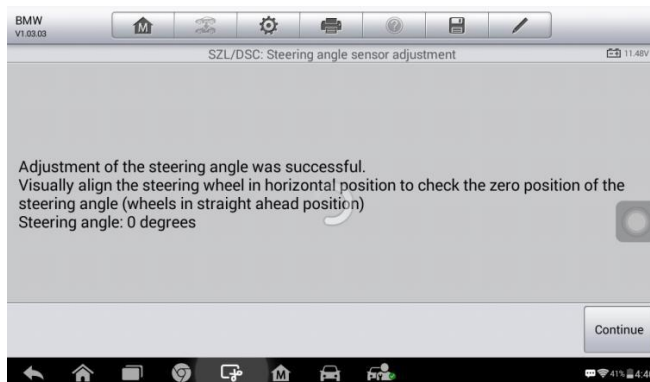 BMW
V1.03.03
SZL/DSC: Steering angle sensor adjustment
11.48V
Adjustment of the steering angle was successful.
Visually align the steering wheel in horizontal position to check the zero position of the
steering angle (wheels in straight ahead position)
Steering angle: 0 degrees
Continue
41%